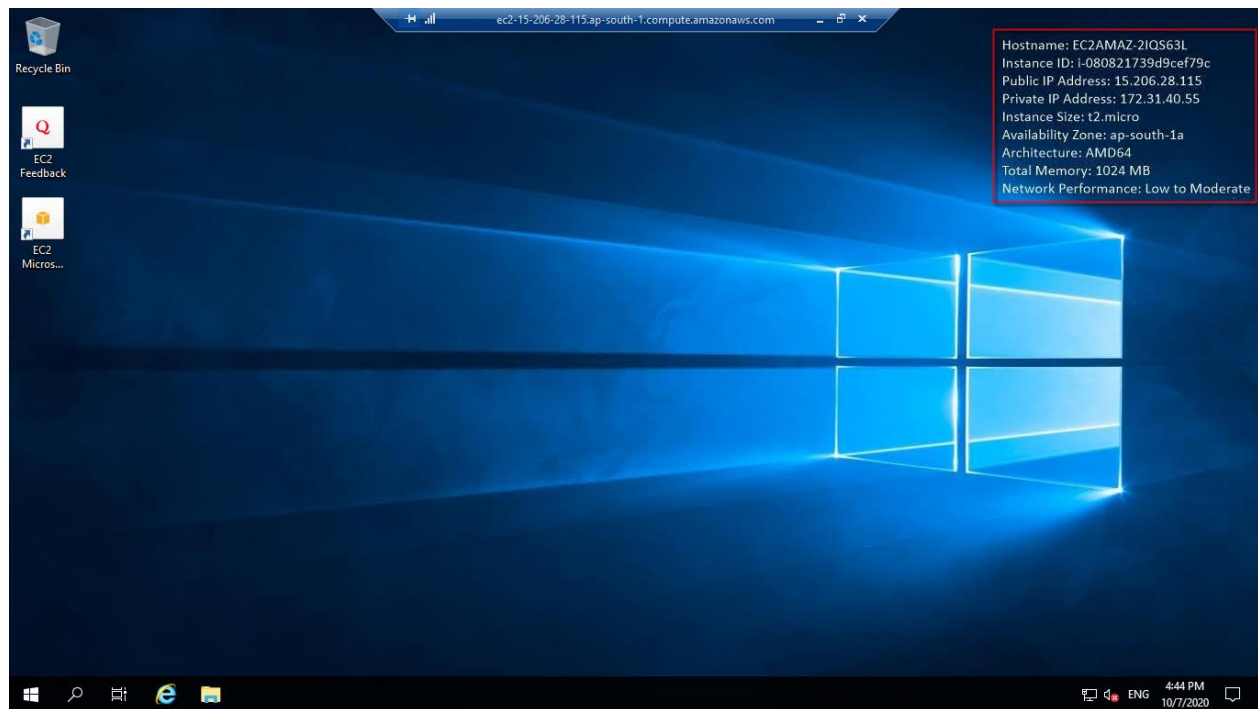 ec2-15-206-28-115.ap-south-1.compute.amazonaws.com
Recycle Bin
Q
EC2
Feedback
EC2
Micros...
Hostname: EC2AMAZ-2IQS63L
Instance ID: i-080821739d9cef79c
Public IP Address: 15.206.28.115
Private IP Address: 172.31.40.55
Instance Size: t2.micro
Availability Zone: ap-south-1a
Architecture: AMD64
Total Memory: 1024 MB
Network Performance: Low to Moderate
ENG
4:44 PM
10/7/2020